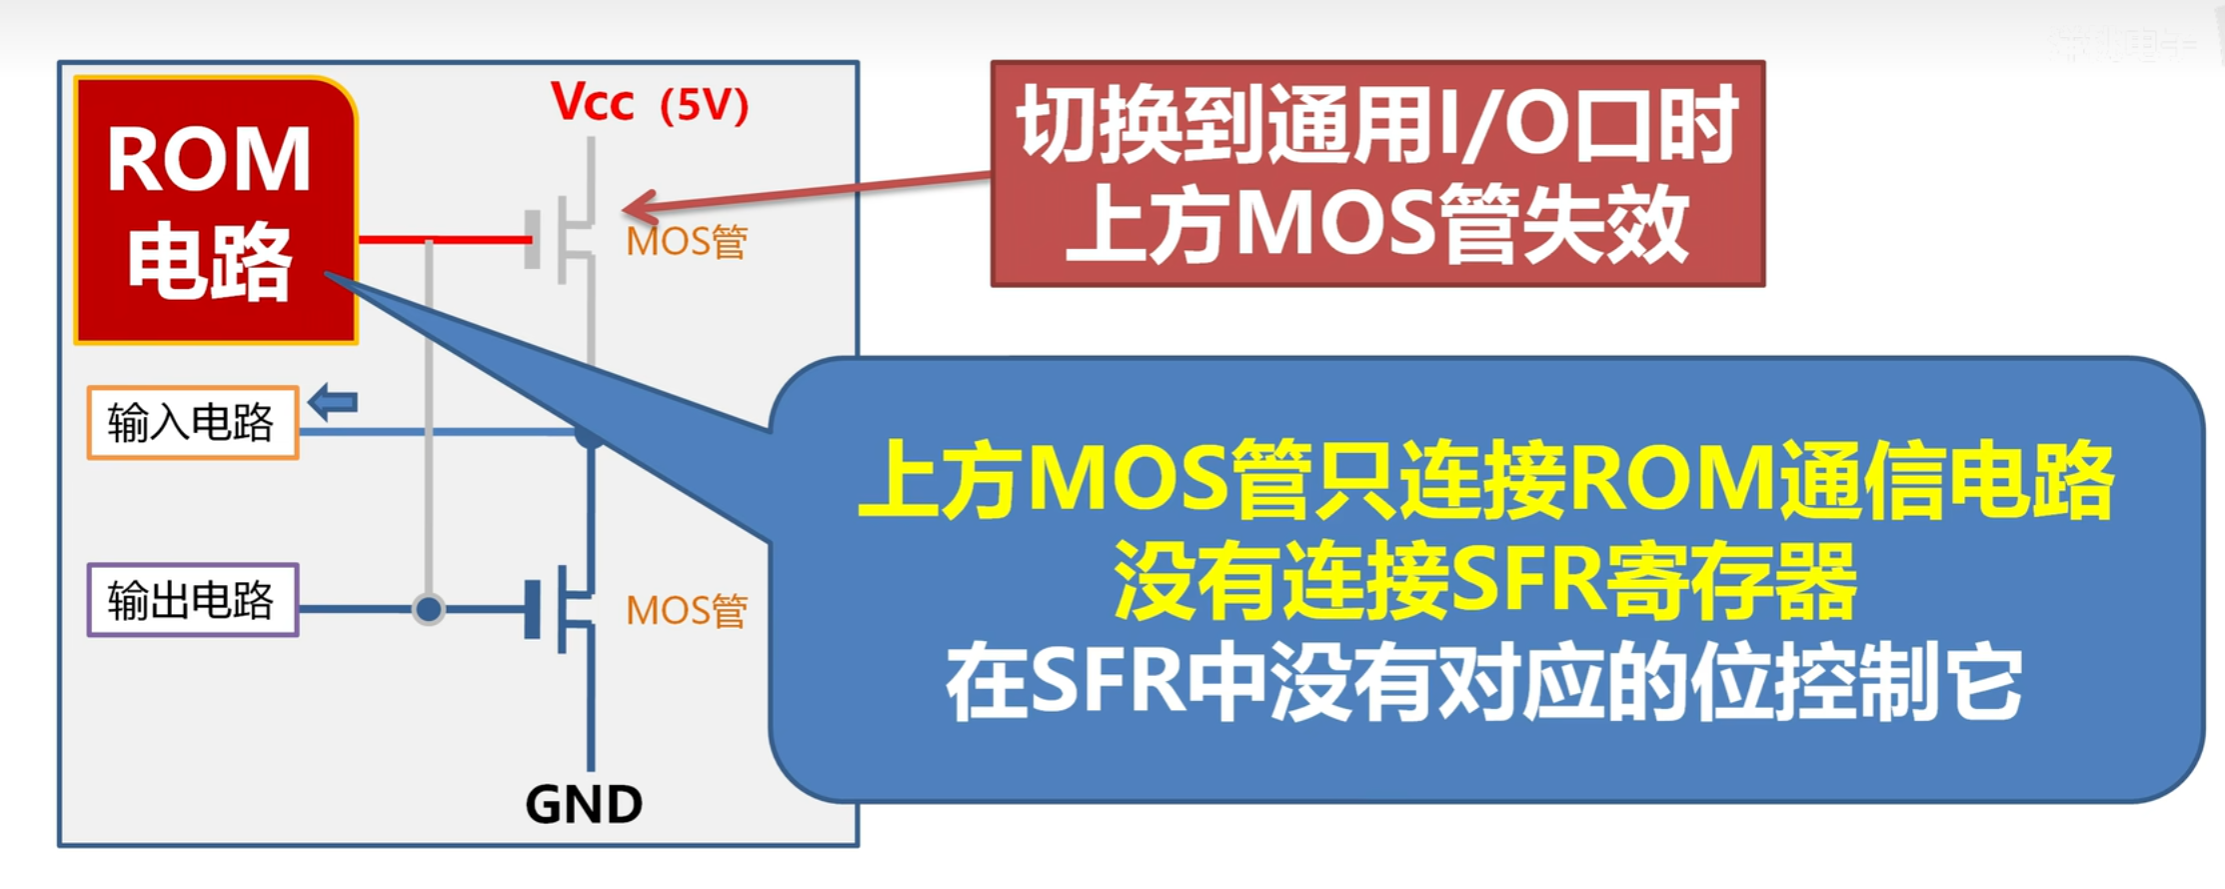 ROM
电路
Vcc (5V)
MOS管
切换到通用I/O口时
上方MOS管失效
输入电路
输出电路
MOS管
GND
上方MOS管只连接ROM通信电路
没有连接SFR寄存器
在SFR中没有对应的位控制它